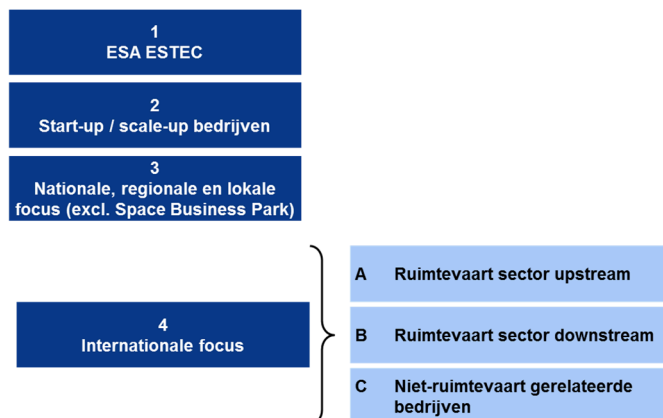 1
ESA ESTEC
2
Start-up / scale-up bedrijven
3
Nationale, regionale en lokale
focus (excl. Space Business Park)
4
Internationale focus
A Ruimtevaart sector upstream
B Ruimtevaart sector downstream
C Niet-ruimtevaart gerelateerde
bedrijven